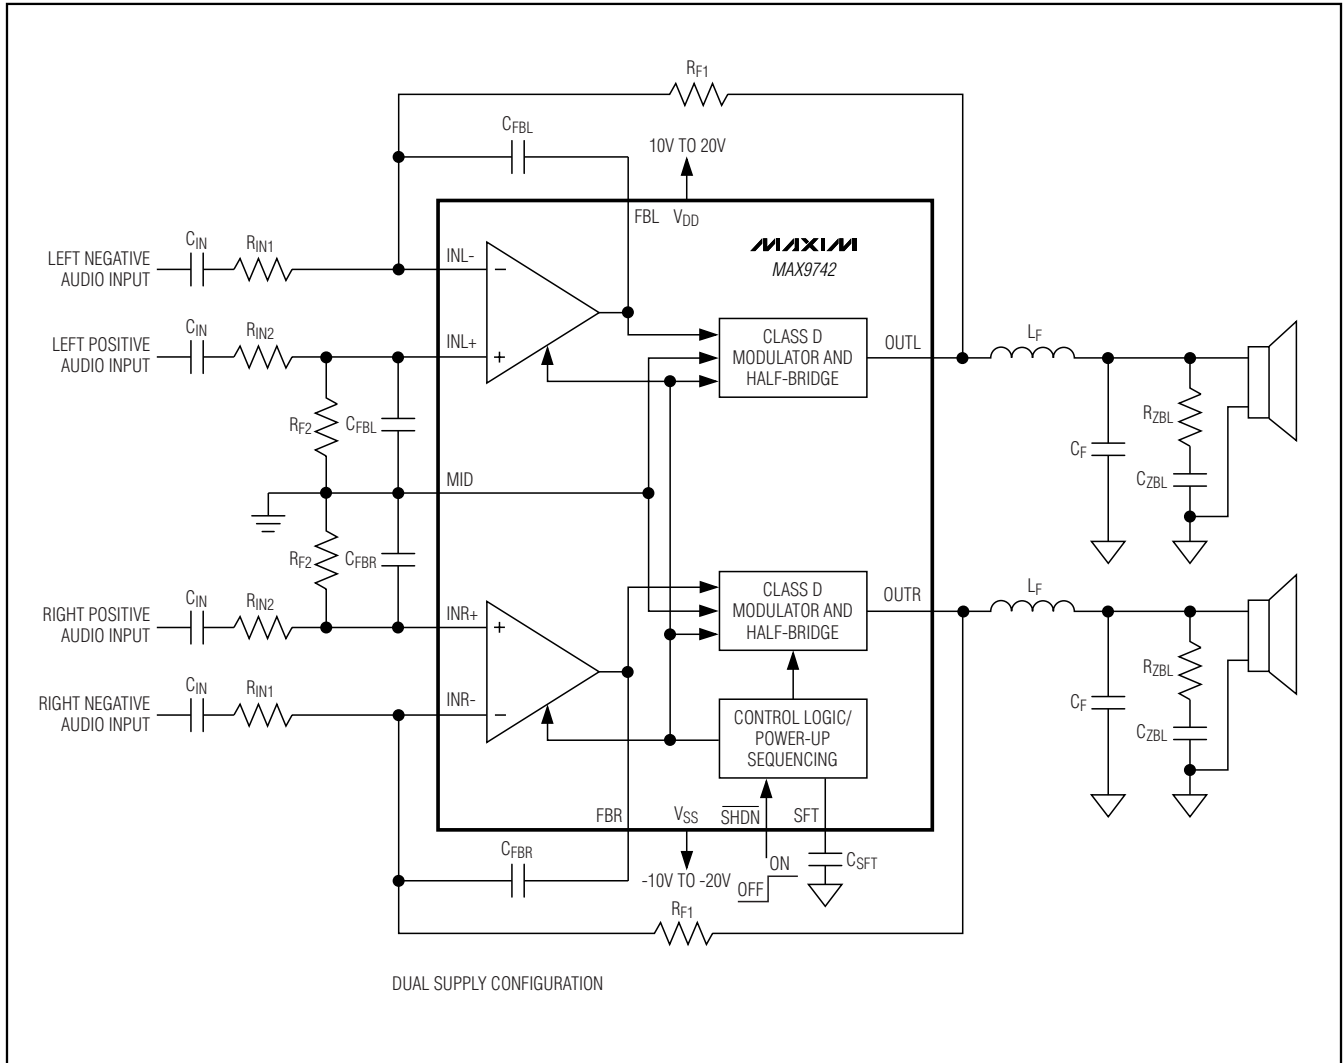 RF1
CFBL
10V TO 20V
FBL
VDD
MAXIM
MAX9742
LEFT NEGATIVE
AUDIO INPUT
CIN
RIN1
INL-
−
LEFT POSITIVE
AUDIO INPUT
CIN
RIN2
INL+
+
CLASS D
MODULATOR AND
HALF-BRIDGE
OUTL
LF
RF2
CFBL
CF
RZBL
CZBL
MID
RF2
CFBR
RIGHT POSITIVE
AUDIO INPUT
CIN
RIN2
INR+
+
CLASS D
MODULATOR AND
HALF-BRIDGE
OUTR
LF
RIGHT NEGATIVE
AUDIO INPUT
CIN
RIN1
INR-
−
CONTROL LOGIC/
POWER-UP
SEQUENCING
CF
RZBL
CZBL
FBR
VSS
SHDN
SFT
CFBR
-10V TO -20V
ON
OFF
CSFT
RF1
DUAL SUPPLY CONFIGURATION